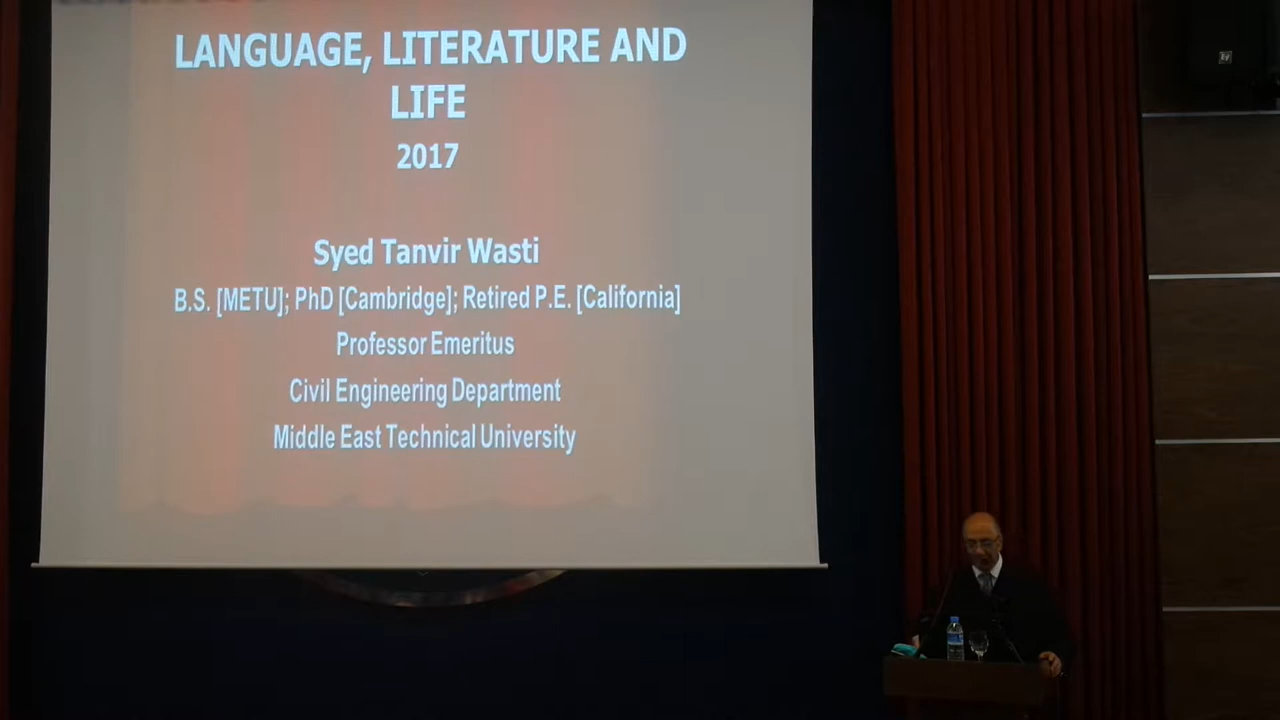 LANGUAGE, LITERATURE AND
LIFE
2017
Syed Tanvir Wasti
B.S. [METU]; PhD [Cambridge]; Retired P.E. [California]
Professor Emeritus
Civil Engineering Department
Middle East Technical University